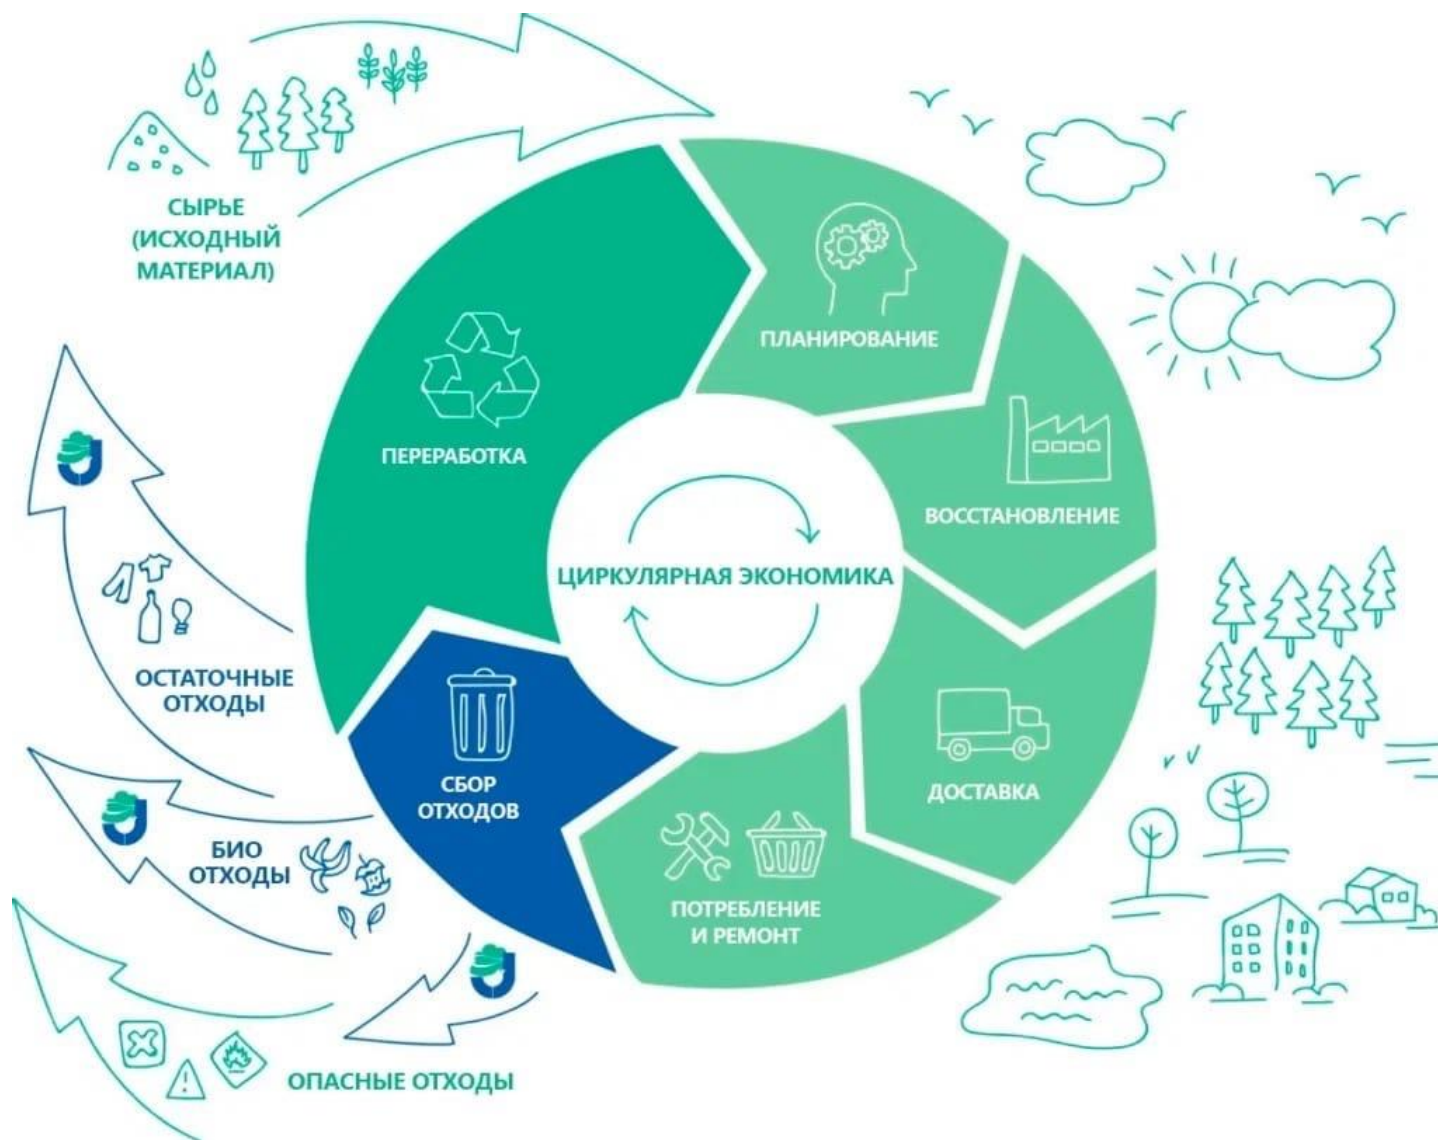 СЫРЬЕ
(ИСХОДНЫЙ
МАТЕРИАЛ)
ПЛАНИРОВАНИЕ
ПЕРЕРАБОТКА
ВОССТАНОВЛЕНИЕ
ЦИРКУЛЯРНАЯ ЭКОНОМИКА
ОСТАТОЧНЫЕ
ОТХОДЫ
СБОР
ОТХОДОВ
ДОСТАВКА
БИО
ОТХОДЫ
ПОТРЕБЛЕНИЕ
И РЕМОНТ
ОПАСНЫЕ ОТХОДЫ